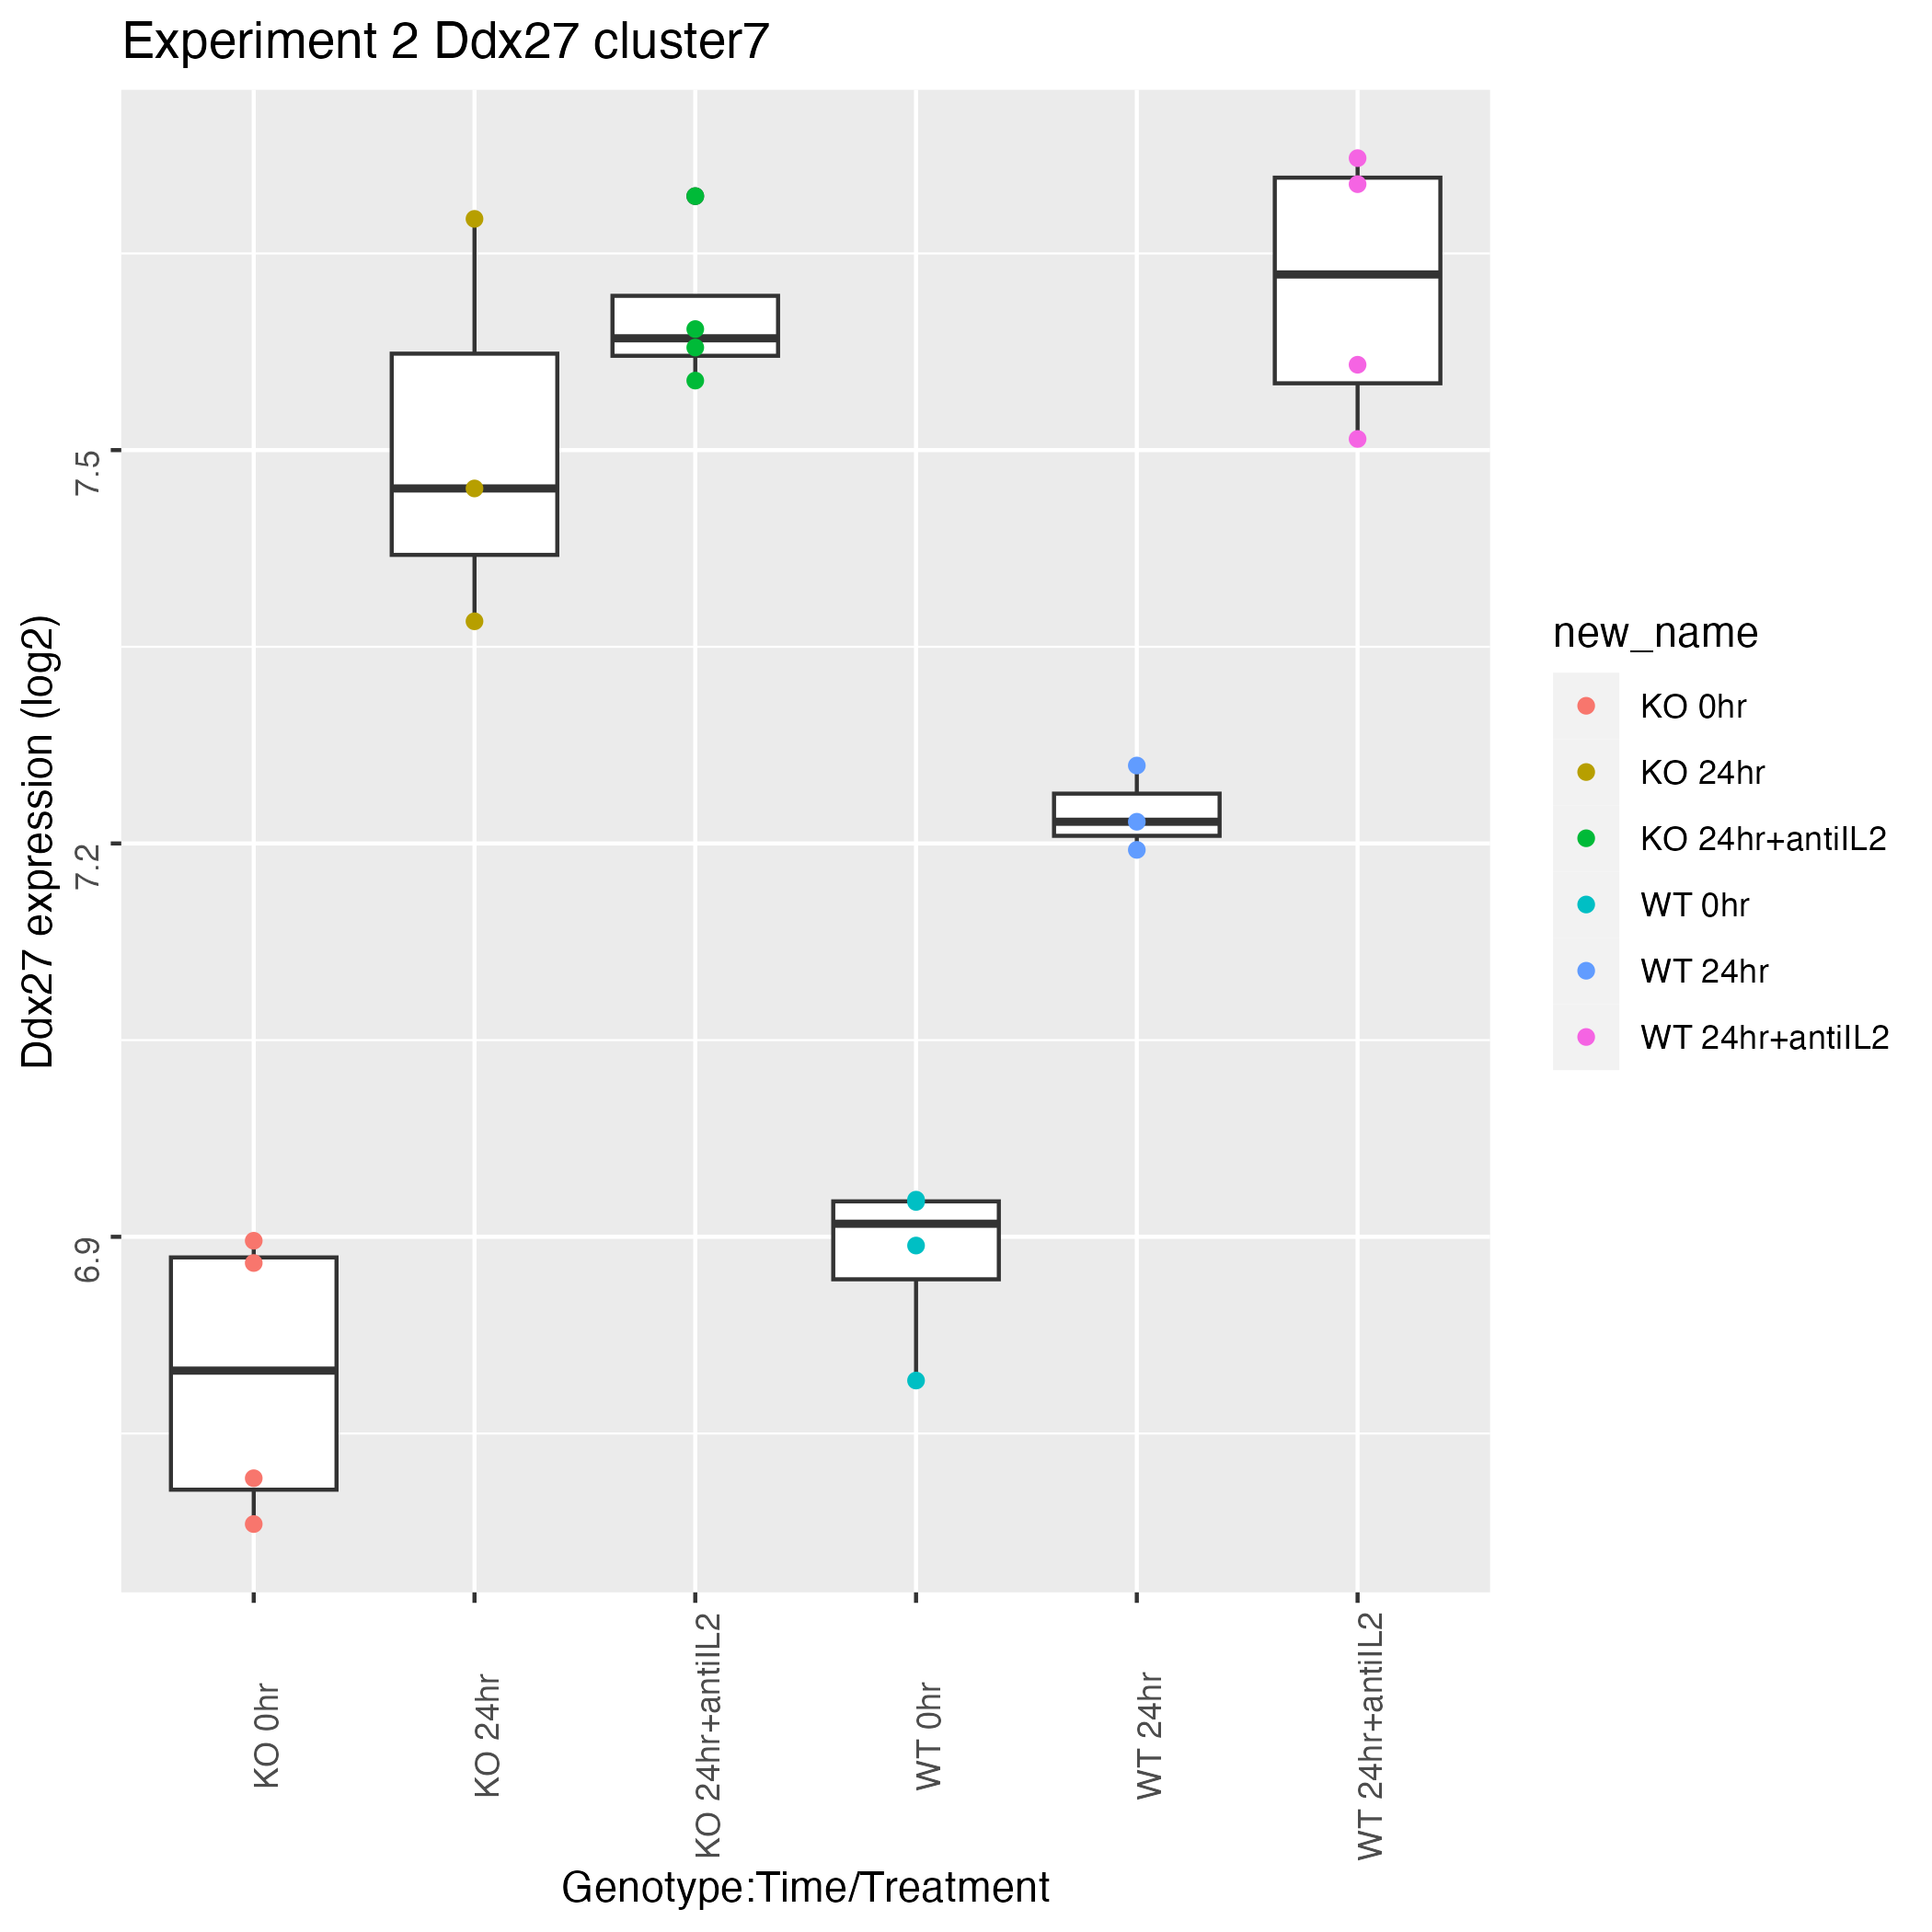 Experiment 2 Ddx27 cluster7
Ddx27 expression (log2)
7.5
7.2
6.9
KO 0hr
KO 24hr
KO 24hr+antiIL2
WT 0hr
WT 24hr
WT 24hr+antiIL2
Genotype:Time/Treatment
new_name
KO 0hr
KO 24hr
KO 24hr+antiIL2
WT 0hr
WT 24hr
WT 24hr+antiIL2